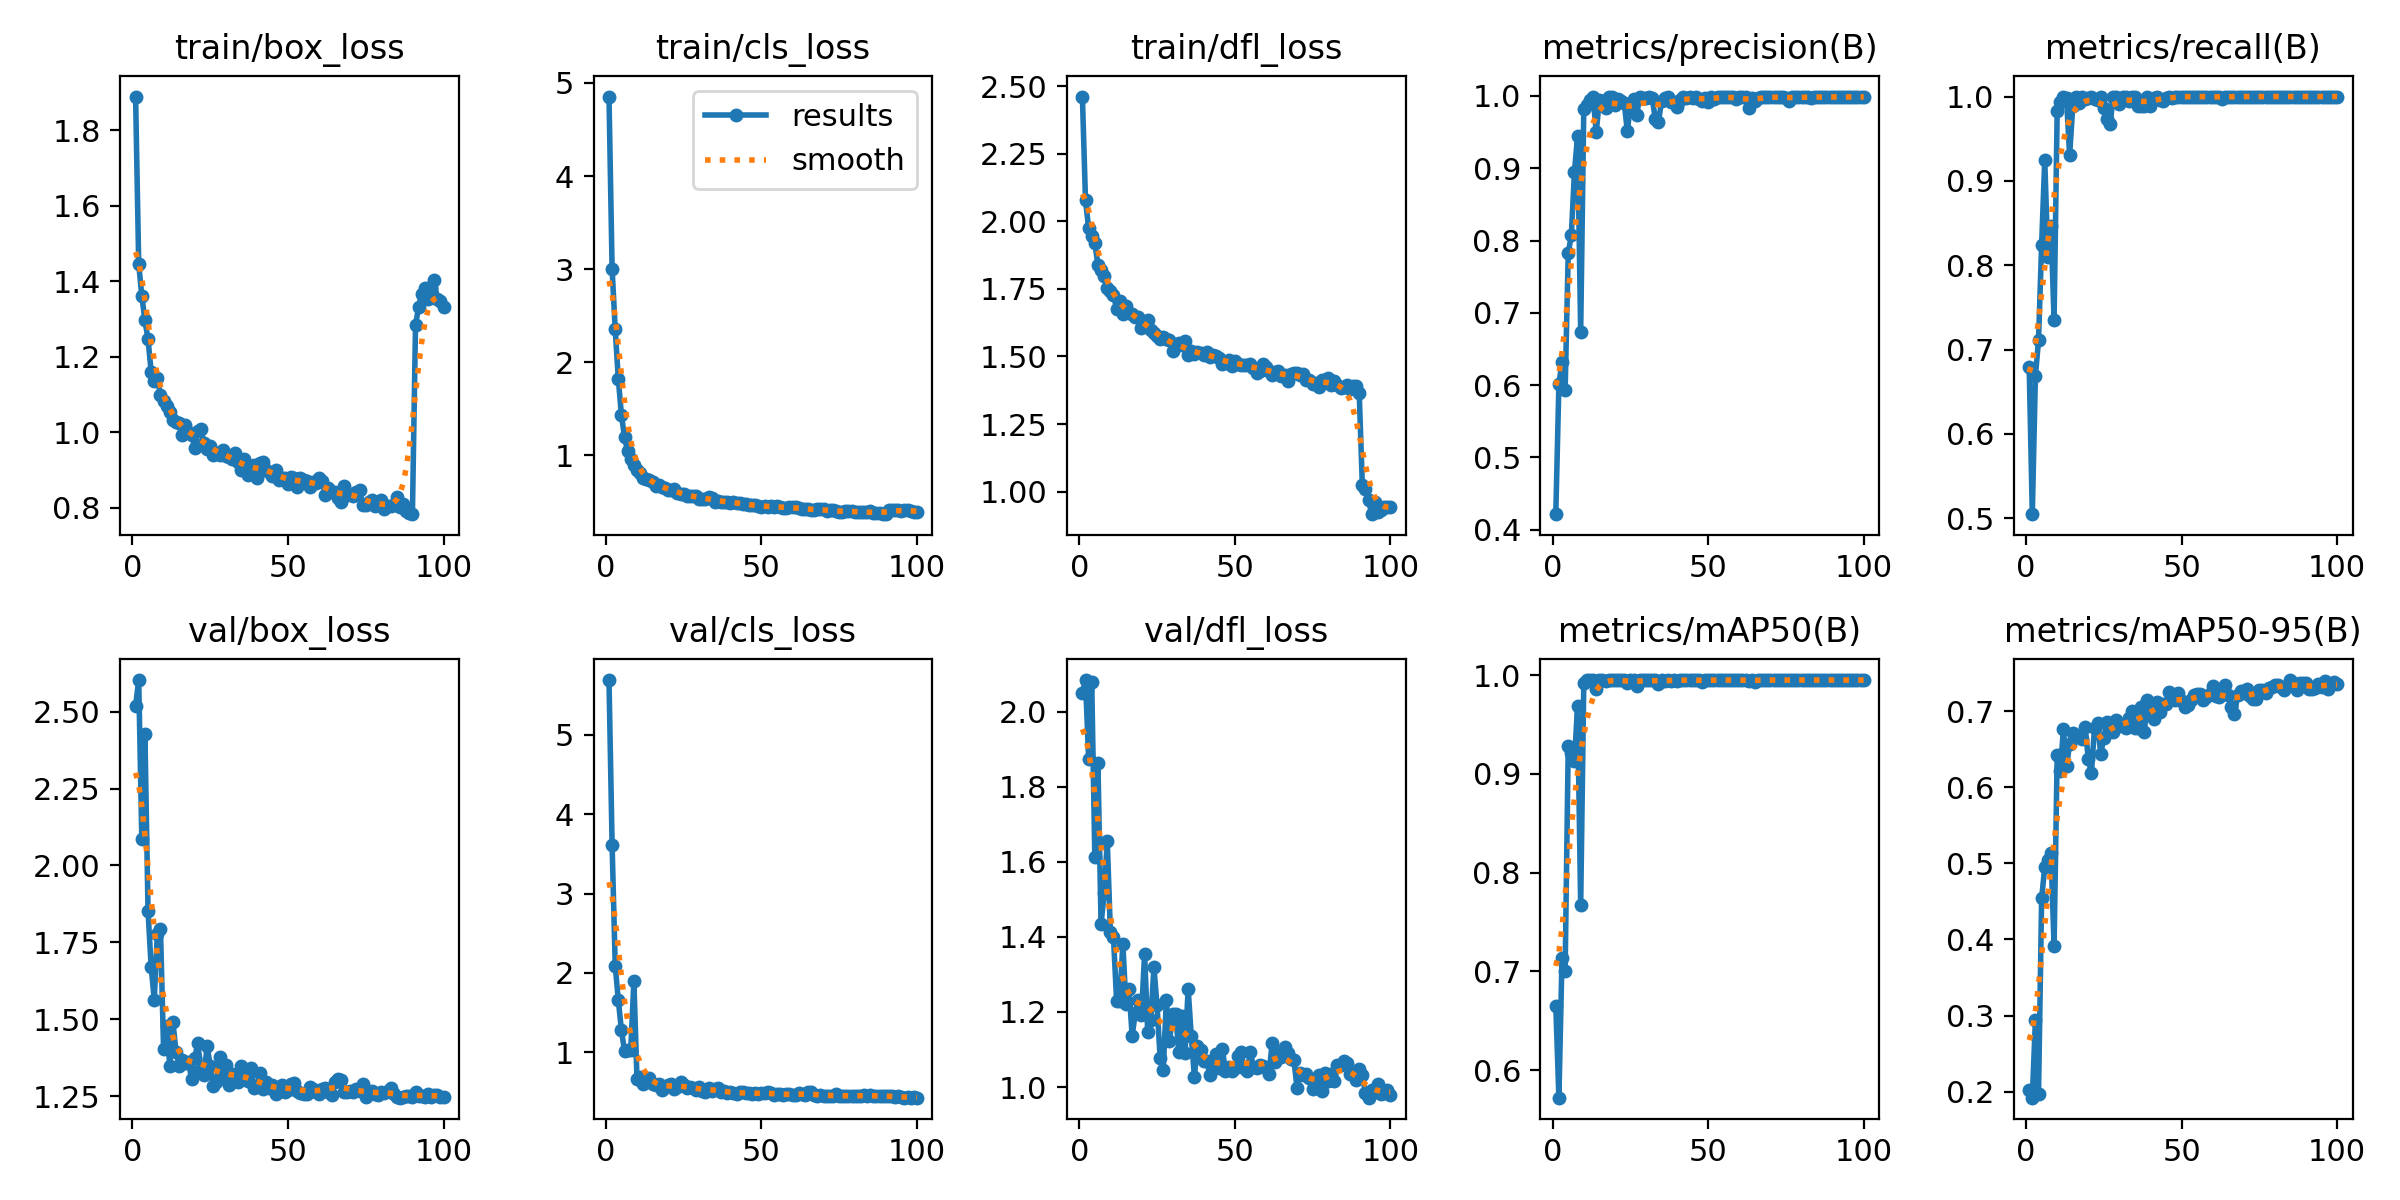 train/box_loss
1.8
1.6
1.4
1.2
1.0
0.8
0 50 100
train/cls_loss
results
smooth
5
4
3
2
1
0 50 100
train/dfl_loss
2.50
2.25
2.00
1.75
1.50
1.25
1.00
0 50 100
metrics/precision(B)
1.0
0.9
0.8
0.7
0.6
0.5
0.4
0 50 100
metrics/recall(B)
1.0
0.9
0.8
0.7
0.6
0.5
0 50 100
val/box_loss
2.50
2.25
2.00
1.75
1.50
1.25
0 50 100
val/cls_loss
5
4
3
2
1
0 50 100
val/dfl_loss
2.0
1.8
1.6
1.4
1.2
1.0
0 50 100
metrics/mAP50(B)
1.0
0.9
0.8
0.7
0.6
0 50 100
metrics/mAP50-95(B)
0.7
0.6
0.5
0.4
0.3
0.2
0 50 100